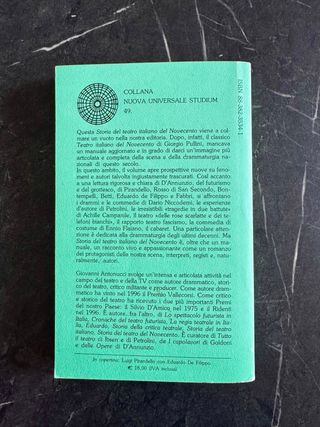 COLLANA
NUOVA UNIVERSALE STUDIUM
49.
Questa Storia del teatro italiano del Novecento viene a col-
mare un vuoto nella nostra editoria. Dopo, infatti, il classico
Teatro italiano del Novecento di Giorgio Pullini, mancava
un manuale aggiornato e in grado di darci un'immagine più
articolata e completa della scena e della drammaturgia nazio-
nali di questo secolo.
In questo ambito, il volume apre prospettive nuove su feno-
meni e autori talvolta ingiustamente trascurati. Così accan-
to a una lettura rigorosa e chiara di D'Annunzio, del futurismo
e del grottesco, di Pirandello, Rosso di San Secondo, Bon-
tempelli, Betti, Eduardo de Filippo e Fabbri, si affrontano
i drammi e le commedie di Dario Niccodemi, le esperienze
d'autore di Petrolini, le irresistibili «tragedie in due battute»
di Achille Campanile, il teatro «delle rose scarlatte e dei te-
lefoni bianchi», il rapporto teatro fascismo, la commedia di
costume di Ennio Flaiano, il cabaret. Una particolare atten-
zione è dedicata alla drammaturgia degli ultimi decenni. Ma
Storia del teatro italiano del Novecento è, oltre che un ma-
nuale, un racconto vivo e appassionante come un romanzo
dei protagonisti della nostra scena, interpreti, registi e, na-
turalmente, autori.
Giovanni Antonucci svolge un'intensa e articolata attività nel
campo del teatro e della TV come autore drammatico, stori-
co del teatro, critico militante e producer. Come autore dram-
matico ha vinto nel 1996 il Premio Vallecorsi. Come critico
e storico del teatro ha ricevuto i due più importanti Premi
del nostro Paese: il Silvio D'Amico nel 1975 e il Ridenti
nel 1996. È autore, fra l'altro, di Lo spettacolo futurista in
Italia, Cronache del teatro futurista, La regia teatrale in Ita-
lia, Eduardo, Storia della critica teatrale, Storia del teatro
italiano, Storia del teatro del Novecento. È curatore di Tutto
il teatro di Ibsen e di Petrolini, de I capolavori di Goldoni
e delle Opere di D'Annunzio.
In copertina: Luigi Pirandello con Eduardo De Filippo.
€ 18,00 (IVA inclusa)